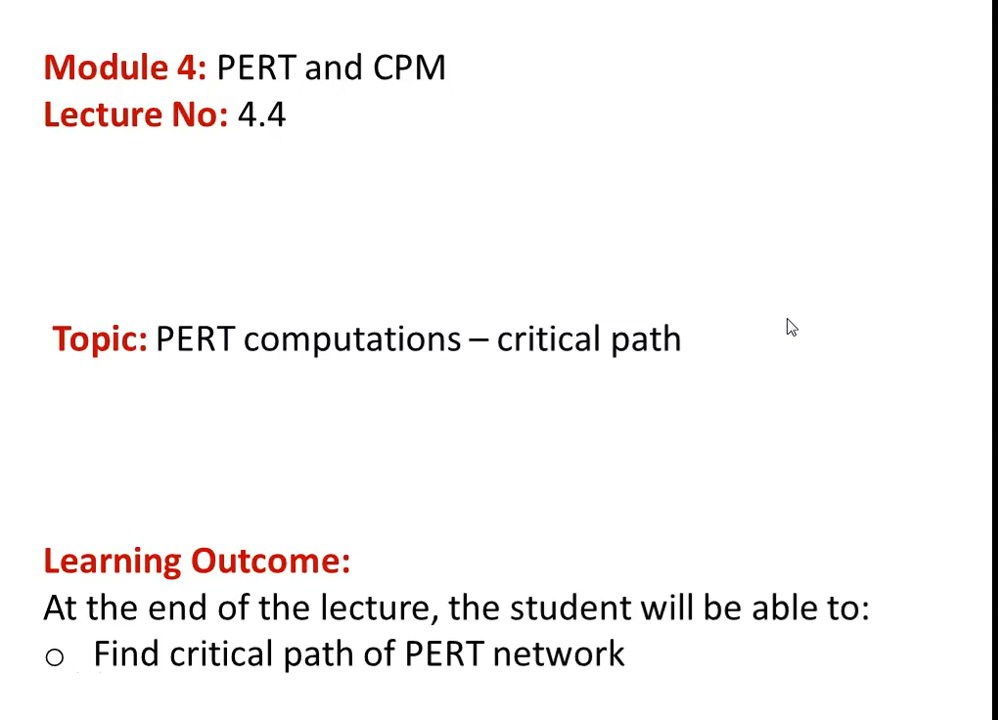 Module 4: PERT and CPM
Lecture No: 4.4
Topic: PERT computations – critical path
Learning Outcome:
At the end of the lecture, the student will be able to:
o Find critical path of PERT network